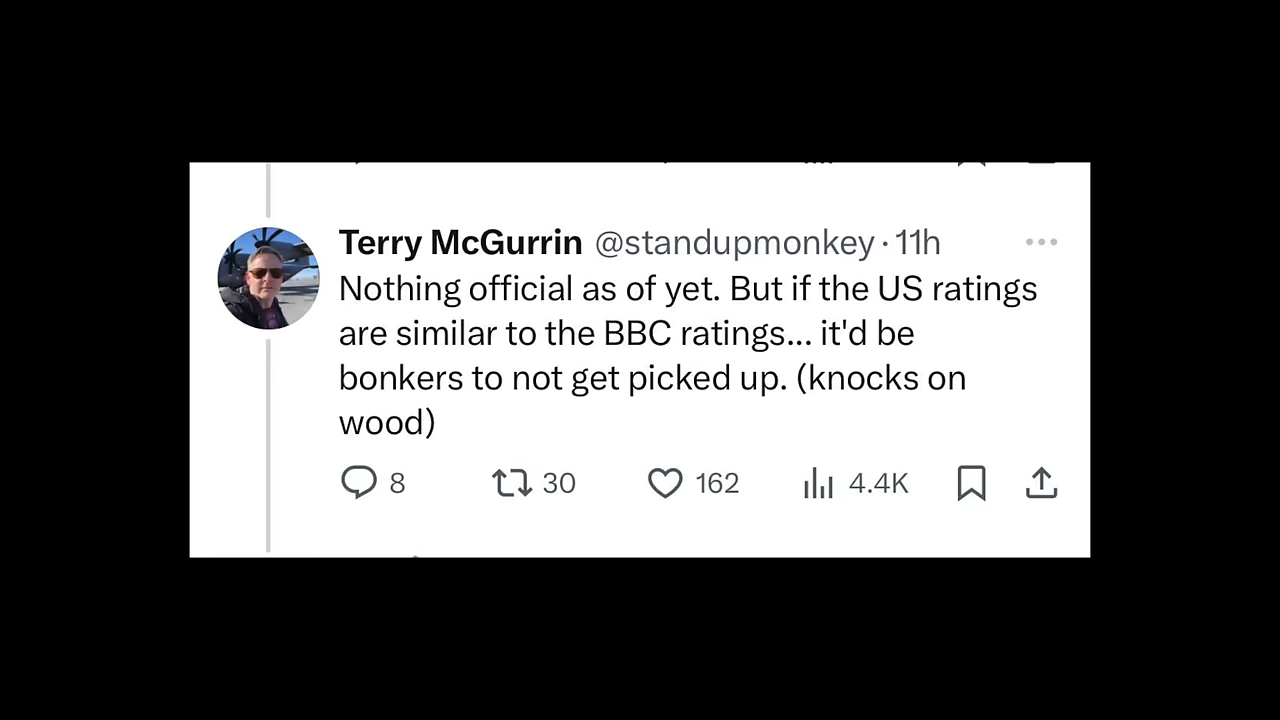 Terry McGurrin @standupmonkey · 11h
Nothing official as of yet. But if the US ratings
are similar to the BBC ratings... it'd be
bonkers to not get picked up. (knocks on
wood)
8 30 162 4.4K